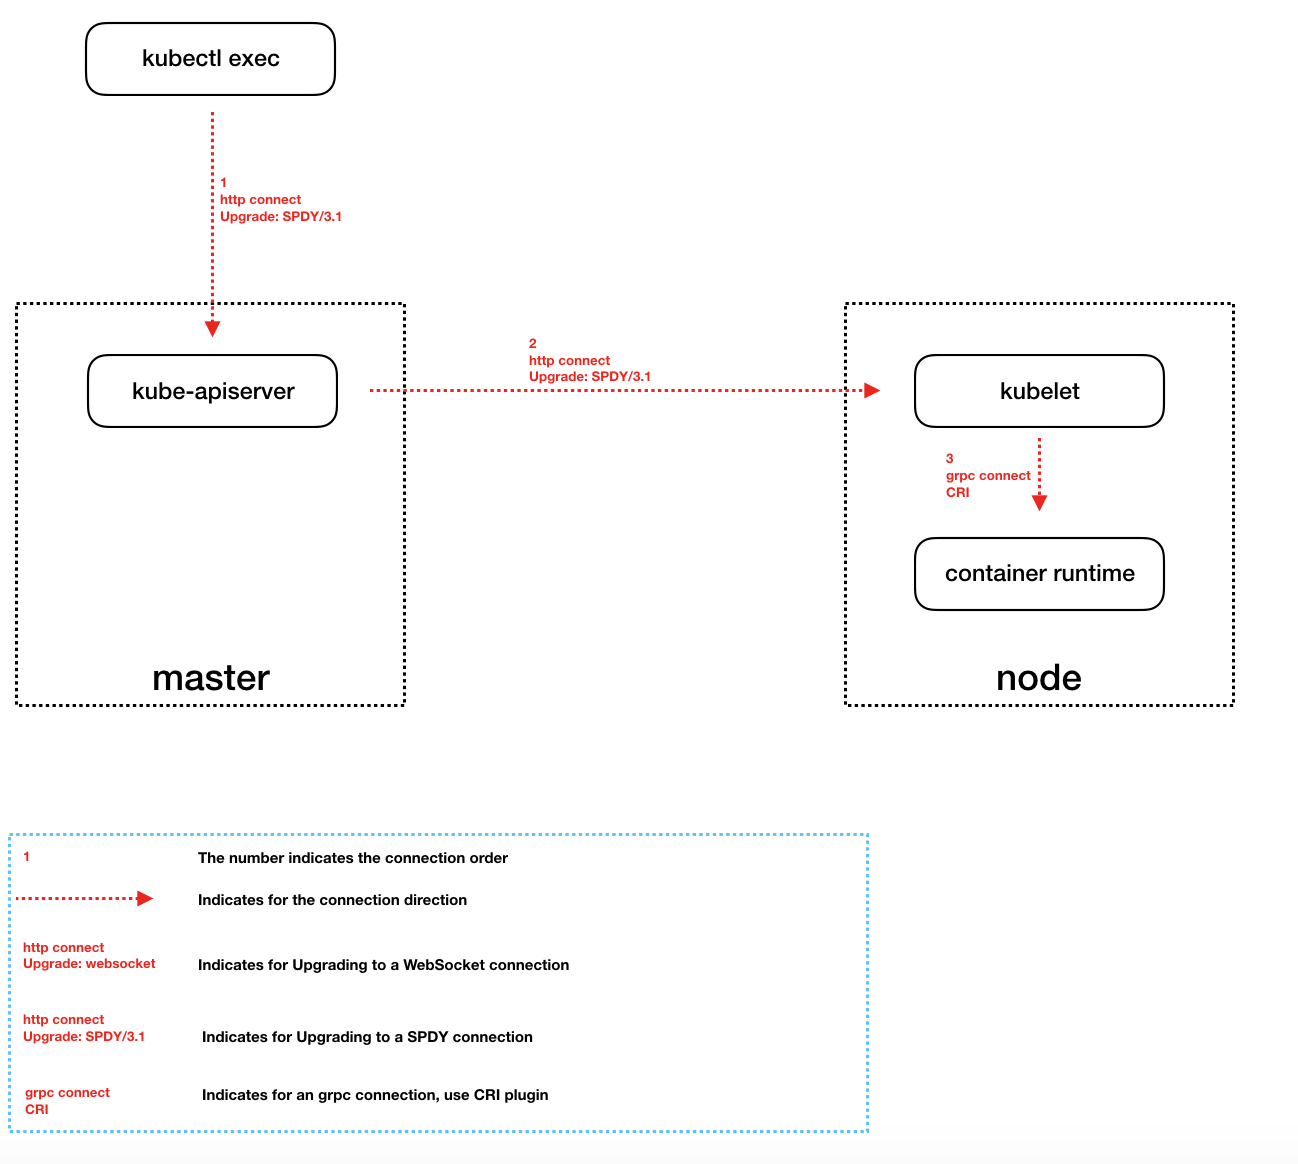 kubectl exec
1
http connect
Upgrade: SPDY/3.1
2
http connect
Upgrade: SPDY/3.1
kube-apiserver
kubelet
3
grpc connect
CRI
container runtime
master
node
1
The number indicates the connection order
Indicates for the connection direction
http connect
Upgrade: websocket
Indicates for Upgrading to a WebSocket connection
http connect
Upgrade: SPDY/3.1
Indicates for Upgrading to a SPDY connection
grpc connect
CRI
Indicates for an grpc connection, use CRI plugin